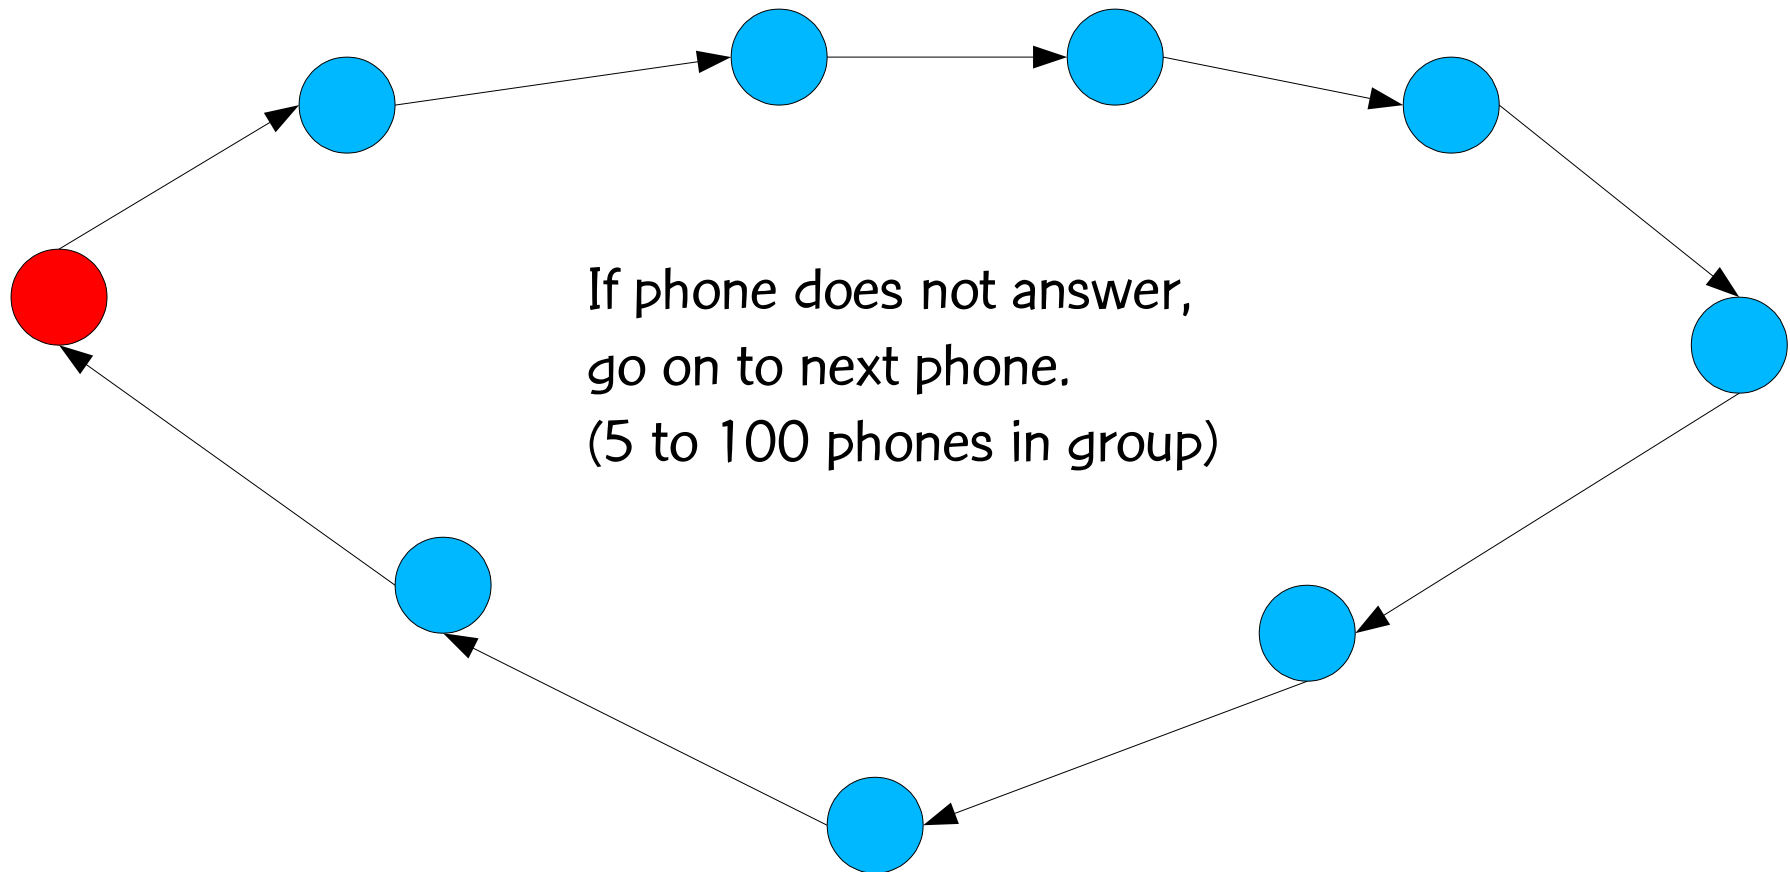 If phone does not answer,
go on to next phone.
(5 to 100 phones in group)